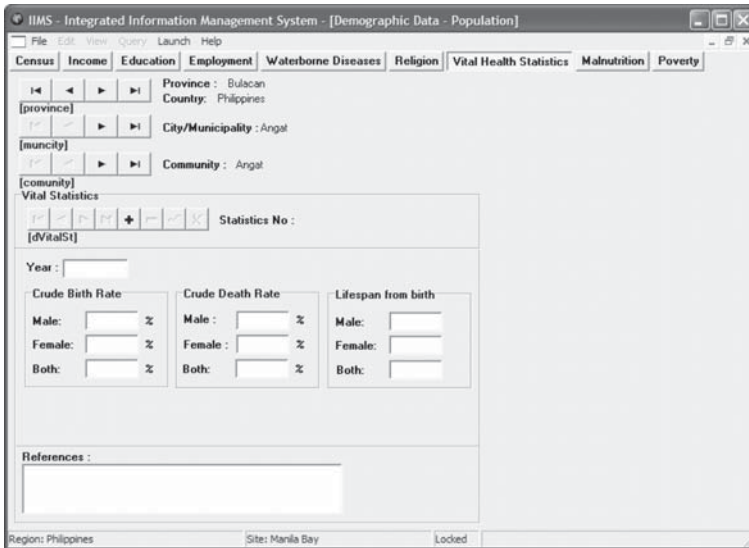 IIMS - Integrated Information Management System - [Demographic Data - Population]
File Edit View Query Launch Help
Census Income Education Employment Waterborne Diseases Religion Vital Health Statistics Malnutrition Poverty
Province : Bulacan
Country: Philippines
[province]
City/Municipality : Angat
[muncity]
Community : Angat
[comunity]
Vital Statistics
Statistics No :
[dVitalSt]
Year :
Crude Birth Rate Crude Death Rate Lifespan from birth
Male: % Male : % Male:
Female: % Female : % Female:
Both: % Both: % Both:
References :
Region: Philippines Site: Manila Bay Locked